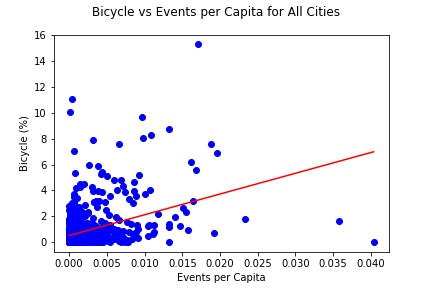 Bicycle vs Events per Capita for All Cities
16
14
12
10
8
6
4
2
0
Bicycle (%)
0.000 0.005 0.010 0.015 0.020 0.025 0.030 0.035 0.040
Events per Capita